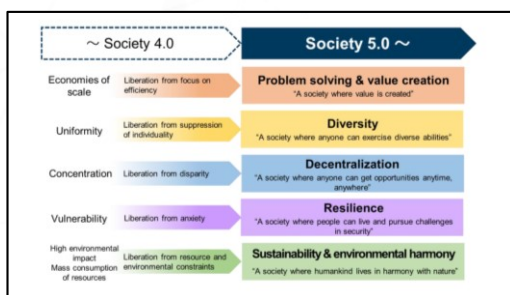 ~ Society 4.0
Society 5.0 ~
Economies of
scale
Liberation from focus on
efficiency
Problem solving & value creation
"A society where value is created"
Uniformity
Liberation from suppression
of individuality
Diversity
"A society where anyone can exercise diverse abilities"
Concentration
Liberation from disparity
Decentralization
"A society where anyone can get opportunities anytime,
anywhere"
Vulnerability
Liberation from anxiety
Resilience
"A society where people can live and pursue challenges
in security"
High environmental
impact
Mass consumption
of resources
Liberation from resource and
environmental constraints
Sustainability & environmental harmony
"A society where humankind lives in harmony with nature"